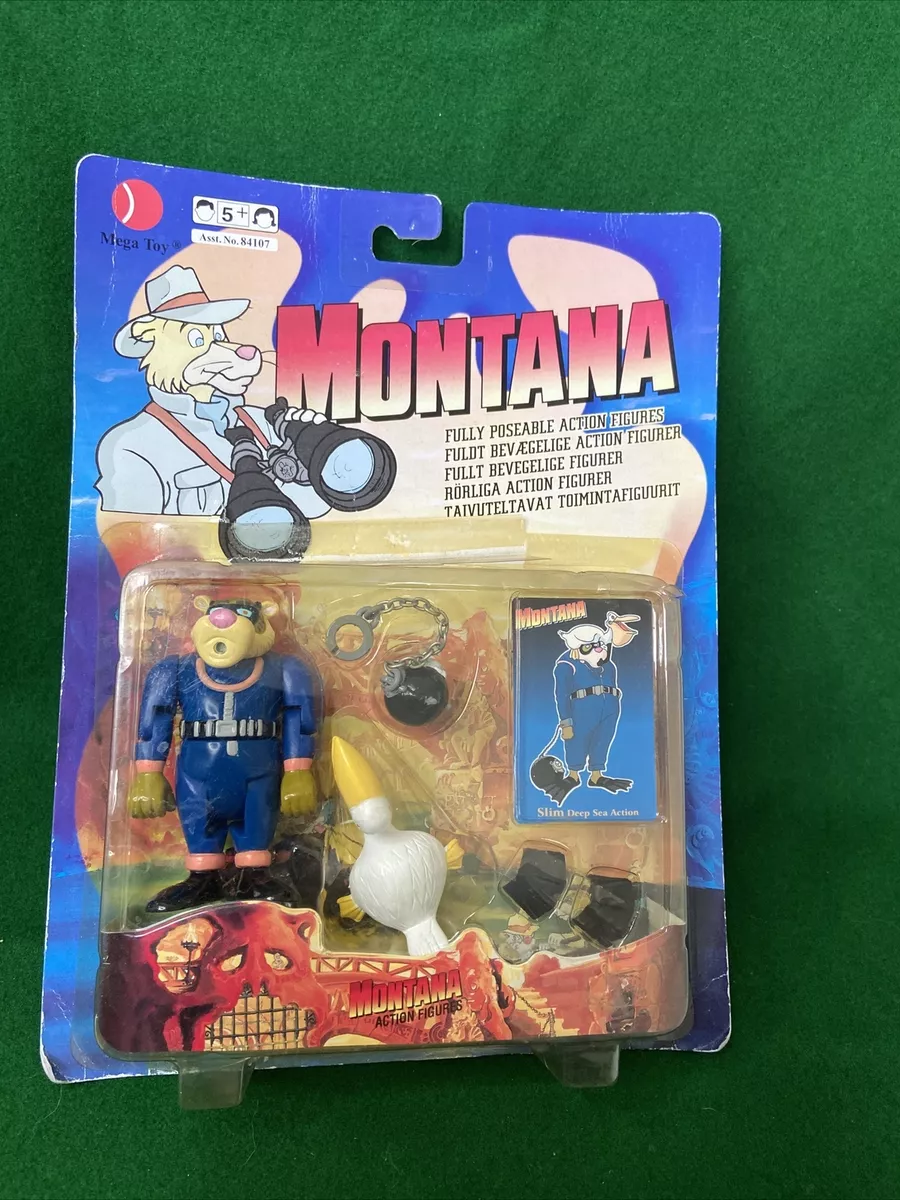 Mega Toy ®
5+
Asst. No. 84107
MONTANA
FULLY POSEABLE ACTION FIGURES
FULDT BEVÆGELIGE ACTION FIGURER
FULLT BEVEGELIGE FIGURER
RÖRLIGA ACTION FIGURER
TAIVUTELTAVAT TOIMINTAFIGUURIT
MONTANA
Slim Deep Sea Action
MONTANA
ACTION FIGURES